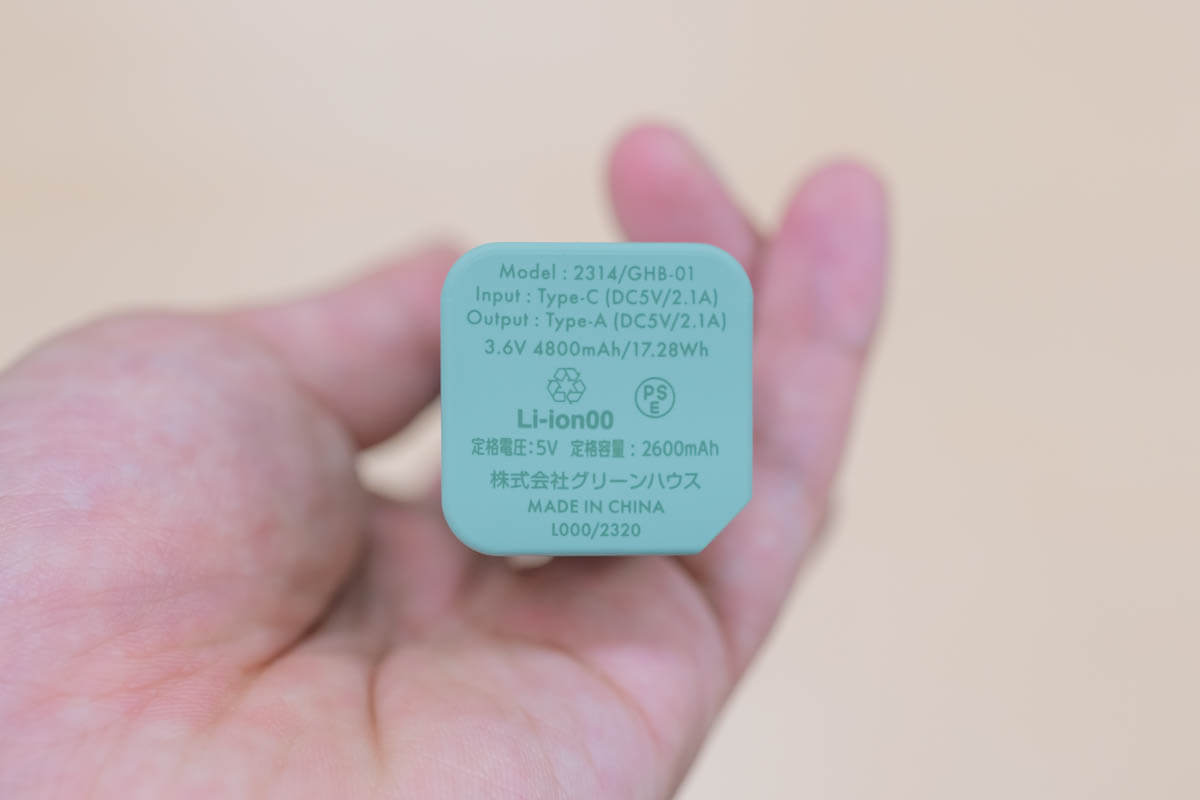 Model : 2314/GHB-01
Input : Type-C (DC5V/2.1A)
Output : Type-A (DC5V/2.1A)
3.6V 4800mAh/17.28Wh
PS
E
Li-ion00
定格電圧:5V 定格容量 : 2600mAh
株式会社グリーンハウス
MADE IN CHINA
L000/2320